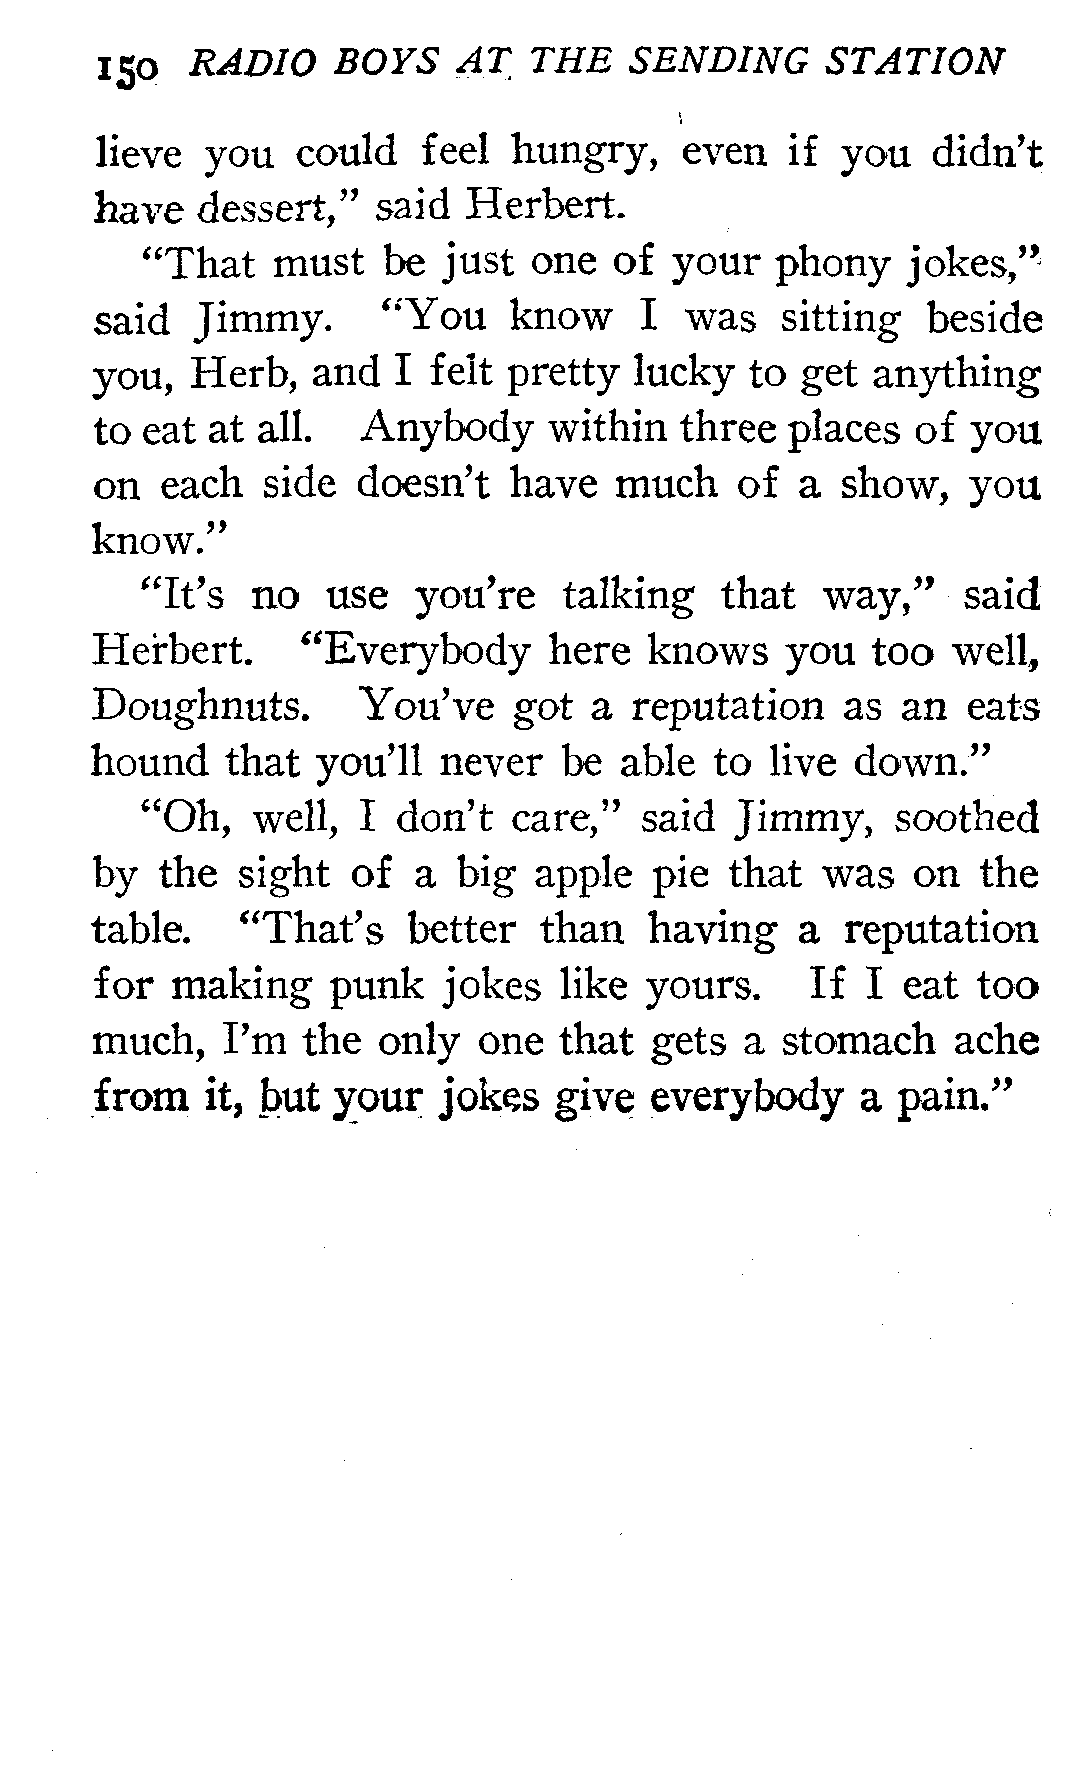 150 RADIO BOYS AT THE SENDING STATION
lieve you could feel hungry, even if you didn't
have dessert," said Herbert.
"That must be just one of your phony jokes,"
said Jimmy. "You know I was sitting beside
you, Herb, and I felt pretty lucky to get anything
to eat at all. Anybody within three places of you
on each side doesn't have much of a show, you
know."
"It's no use you're talking that way," said
Herbert. "Everybody here knows you too well,
Doughnuts. You've got a reputation as an eats
hound that you'll never be able to live down."
"Oh, well, I don't care," said Jimmy, soothed
by the sight of a big apple pie that was on the
table. "That's better than having a reputation
for making punk jokes like yours. If I eat too
much, I'm the only one that gets a stomach ache
from it, but your jokes give everybody a pain."